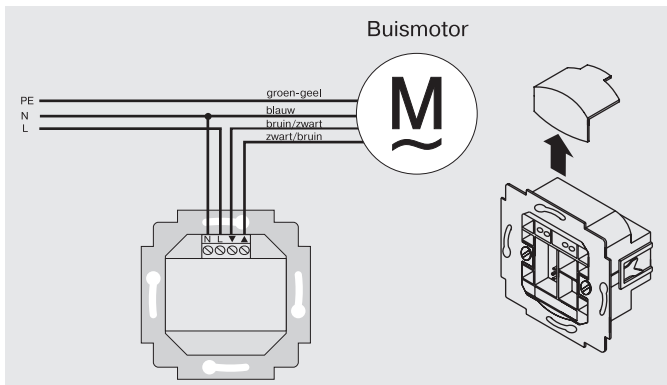 Buismotor
PE
groen-geel
N
blauw
L
bruin/zwart
zwart/bruin
M
~
N L ▼ ▲